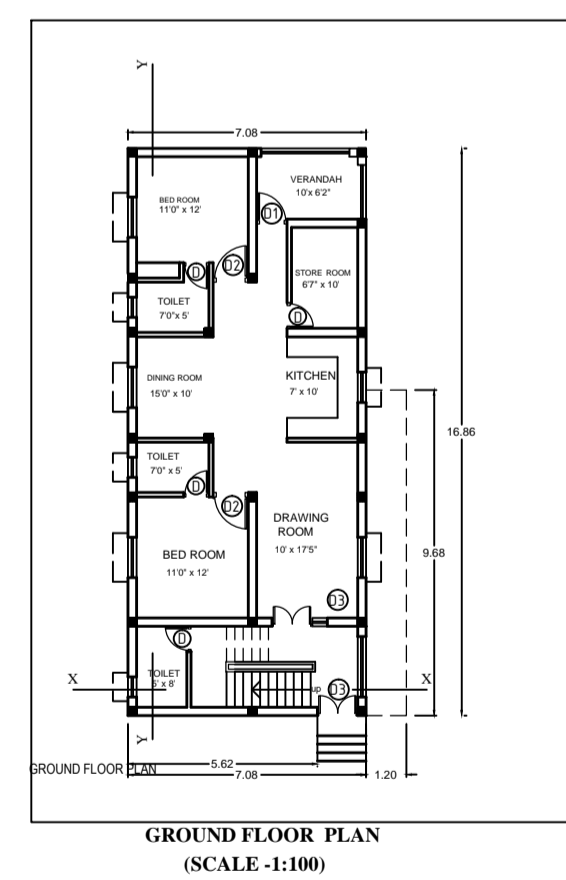 Y
7.08
VERANDAH
10'x 6'2"
BED ROOM
11'0" x 12'
D1
D2
D
STORE ROOM
6'7" x 10'
TOILET
7'0"x 5'
D
DINING ROOM
15'0" x 10'
KITCHEN
7' x 10'
16.86
TOILET
7'0" x 5'
D
D2
DRAWING
ROOM
10' x 17'5"
9.68
BED ROOM
11'0" x 12'
D3
D
TOILET
5' x 8'
X
X
up
D3
Y
5.62
GROUND FLOOR PLAN
7.08
1.20
GROUND FLOOR PLAN
(SCALE -1:100)